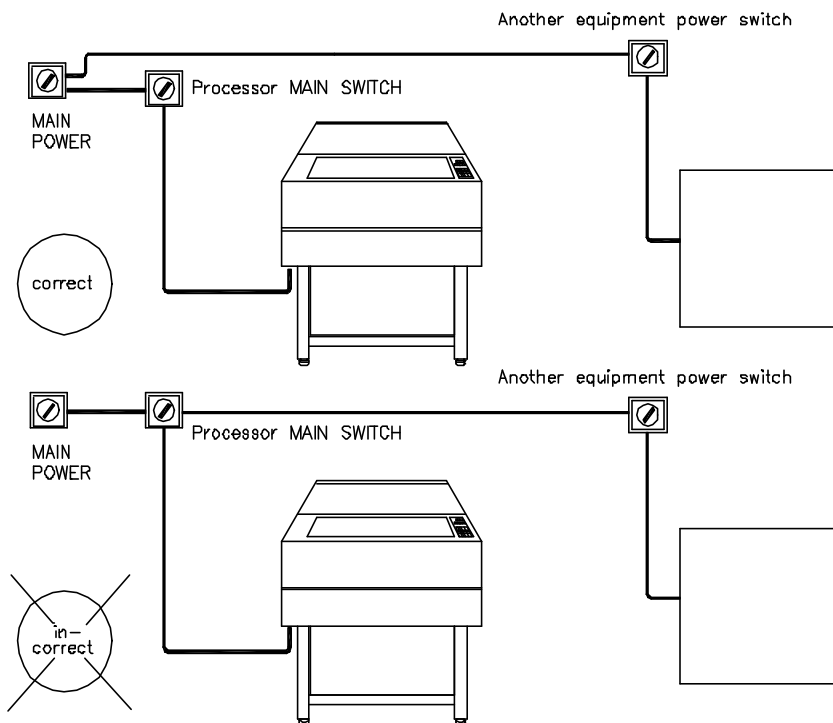 Another equipment power switch
Processor MAIN SWITCH
MAIN
POWER
correct
Another equipment power switch
Processor MAIN SWITCH
MAIN
POWER
in-
correct